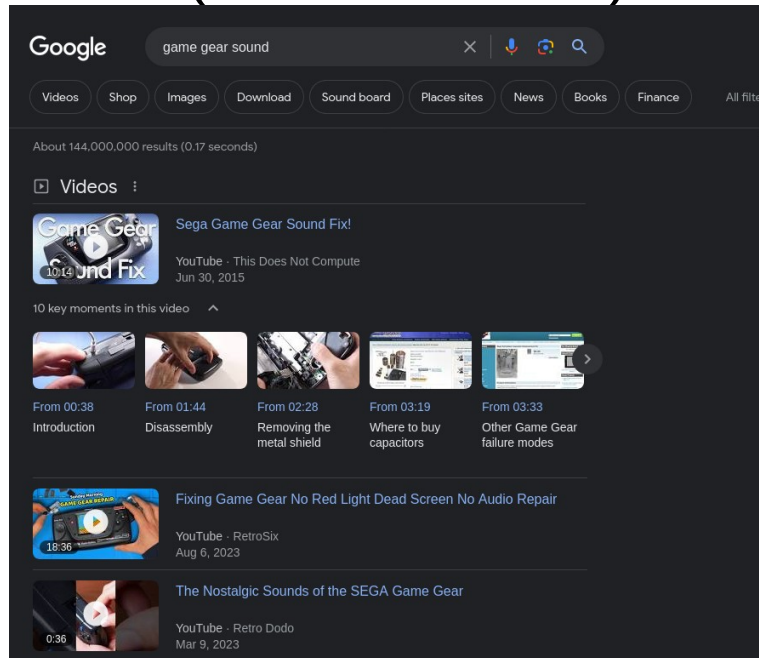 Google
game gear sound
Videos
Shop
Images
Download
Sound board
Places sites
News
Books
Finance
About 144,000,000 results (0.17 seconds)
Videos
Game Gear
Sound Fix
10:14
Sega Game Gear Sound Fix!
YouTube · This Does Not Compute
Jun 30, 2015
10 key moments in this video
From 00:38
Introduction
From 01:44
Disassembly
From 02:28
Removing the
metal shield
From 03:19
Where to buy
capacitors
From 03:33
Other Game Gear
failure modes
Sunday Morning
GAME GEAR REPAIR
18:36
Fixing Game Gear No Red Light Dead Screen No Audio Repair
YouTube · RetroSix
Aug 6, 2023
0:36
The Nostalgic Sounds of the SEGA Game Gear
YouTube · Retro Dodo
Mar 9, 2023